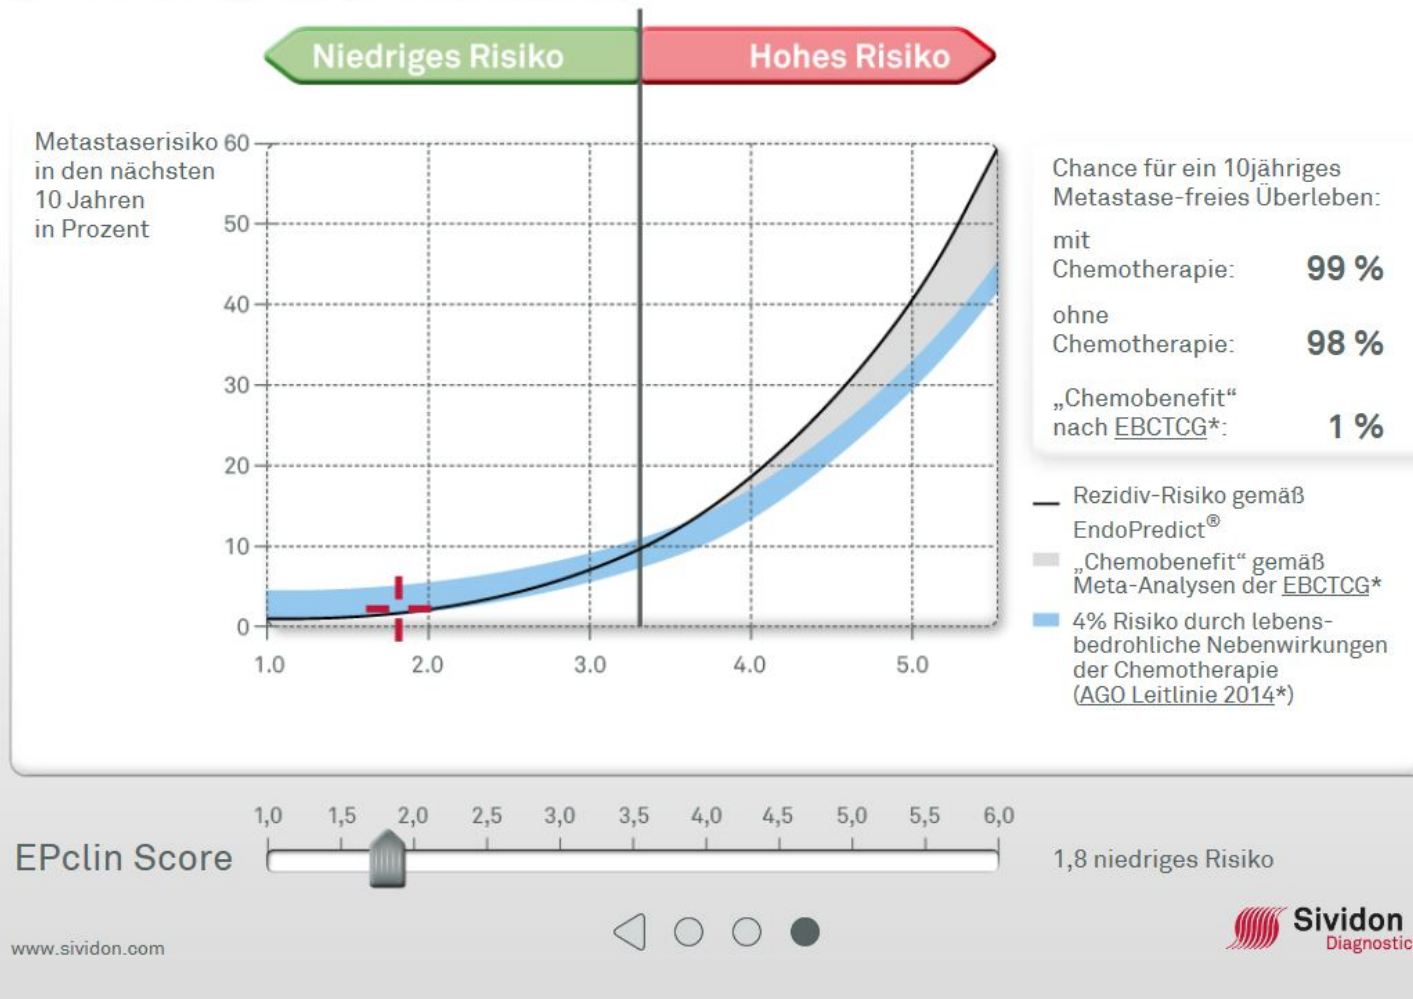 Niedriges Risiko
Hohes Risiko
Metastaserisiko
in den nächsten
10 Jahren
in Prozent
60
50
40
30
20
10
0
1.0 2.0 3.0 4.0 5.0
Chance für ein 10jähriges
Metastase-freies Überleben:
mit
Chemotherapie: 99 %
ohne
Chemotherapie: 98 %
„Chemobenefit“
nach EBCTCG*: 1 %
Rezidiv-Risiko gemäß
EndoPredict®
„Chemobenefit“ gemäß
Meta-Analysen der EBCTCG*
4% Risiko durch lebens-
bedrohliche Nebenwirkungen
der Chemotherapie
(AGO Leitlinie 2014*)
1,0 1,5 2,0 2,5 3,0 3,5 4,0 4,5 5,0 5,5 6,0
EPclin Score
1,8 niedriges Risiko
www.sividon.com
Sividon
Diagnostic